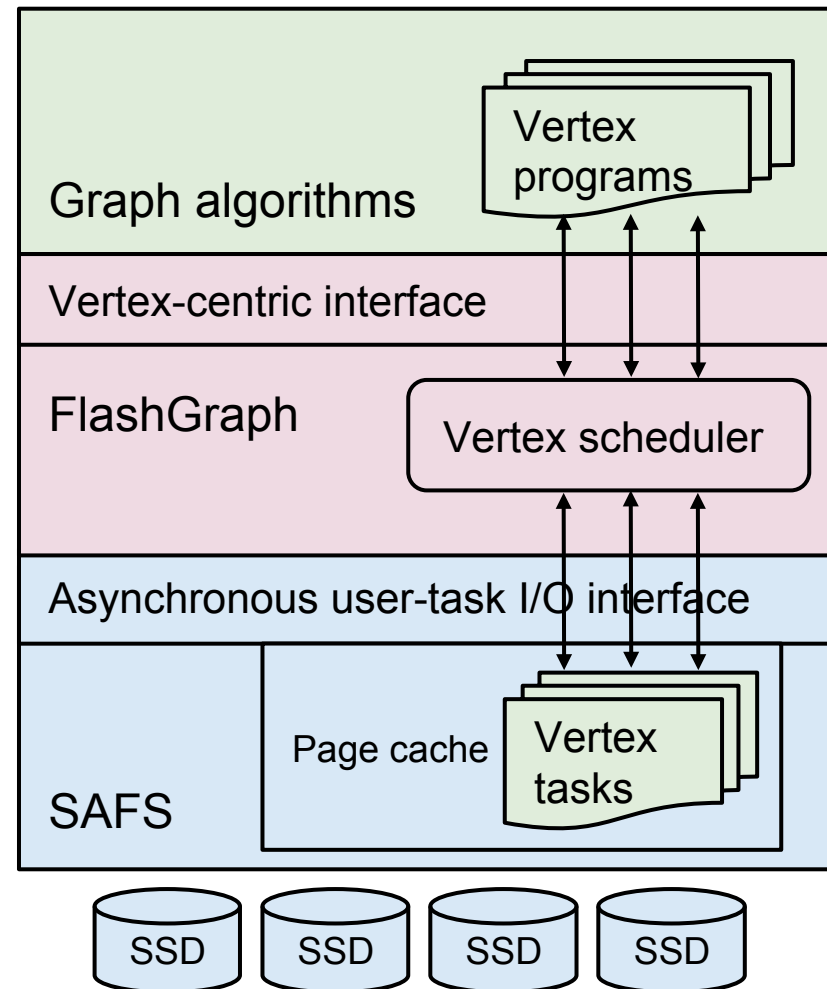 Vertex
programs
Graph algorithms
Vertex-centric interface
FlashGraph
Vertex scheduler
Asynchronous user-task I/O interface
Page cache
Vertex
tasks
SAFS
SSD
SSD
SSD
SSD